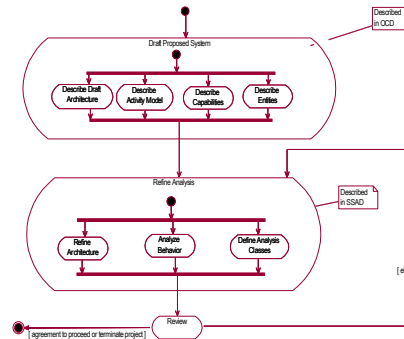 Described
in OCD
Draft Proposed System
Describe Draft
Architecture
Describe
Activity Model
Describe
Capabilities
Describe
Entities
Refine Analysis
Described
in SSAD
Refine
Architecture
Analyze
Behavior
Define Analysis
Classes
[ e
Review
[ agreement to proceed or terminate project ]